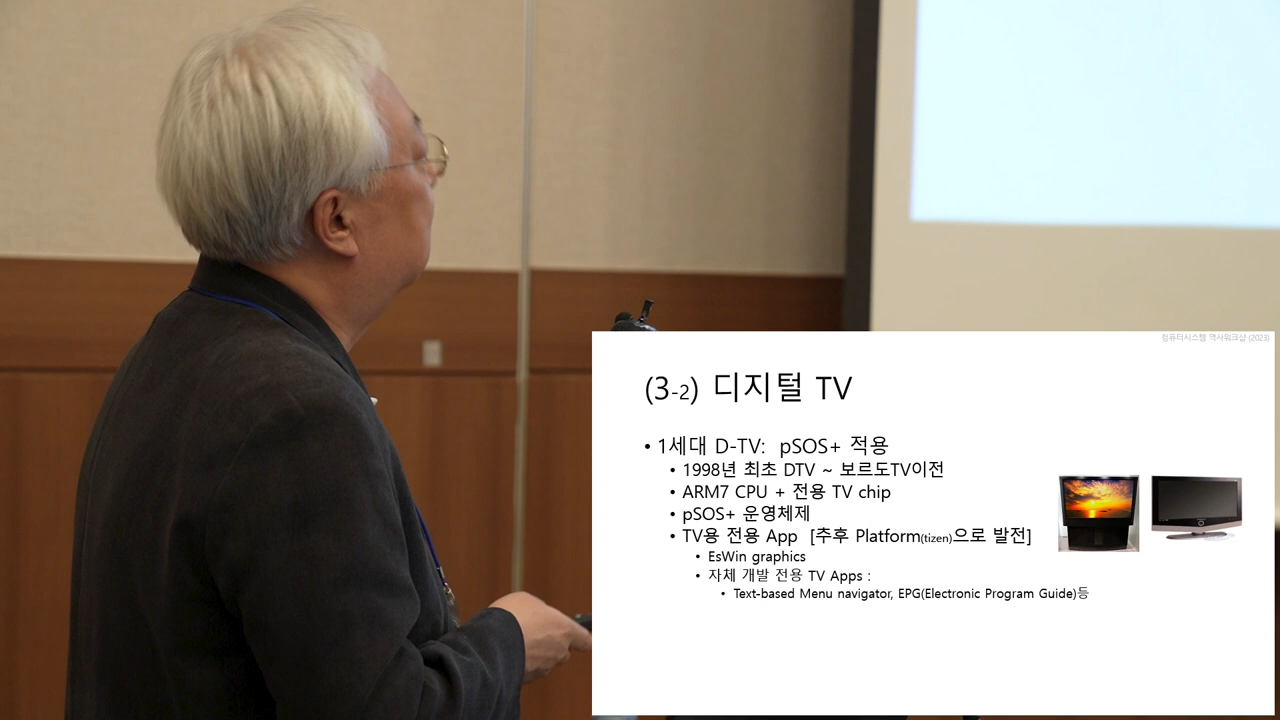 컴퓨터시스템 역사워크샵 (2023)
(3-2) 디지털 TV
• 1세대 D-TV: pSOS+ 적용
• 1998년 최초 DTV ~ 보르도TV이전
• ARM7 CPU + 전용 TV chip
• pSOS+ 운영체제
• TV용 전용 App [추후 Platform(tizen)으로 발전]
• EsWin graphics
• 자체 개발 전용 TV Apps :
• Text-based Menu navigator, EPG(Electronic Program Guide)등